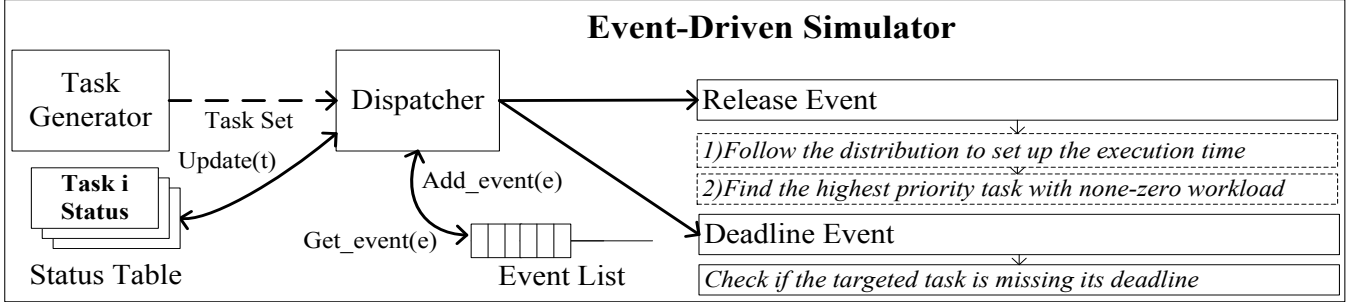 Event-Driven Simulator
Task
Generator
Task Set
Dispatcher
Update(t)
Task i
Status
Status Table
Add_event(e)
Get_event(e)
Event List
Release Event
1)Follow the distribution to set up the execution time
2)Find the highest priority task with none-zero workload
Deadline Event
Check if the targeted task is missing its deadline